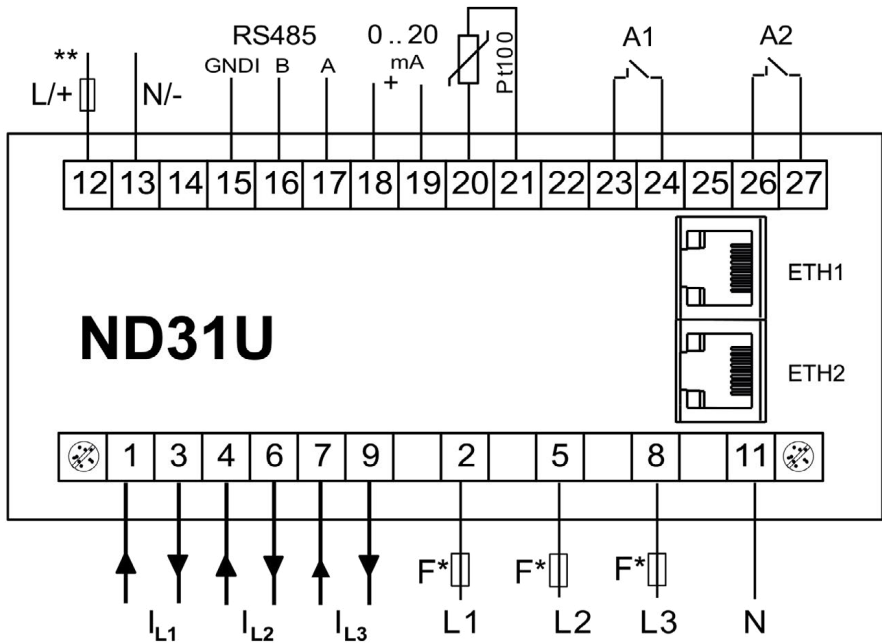 RS485 0 .. 20 A1 A2
** GNDI B A mA Pt100
L/+ N/- +
12 13 14 15 16 17 18 19 20 21 22 23 24 25 26 27
ETH1
ND31U
ETH2
1 3 4 6 7 9 2 5 8 11
F* F* F*
IL1 IL2 IL3 L1 L2 L3 N